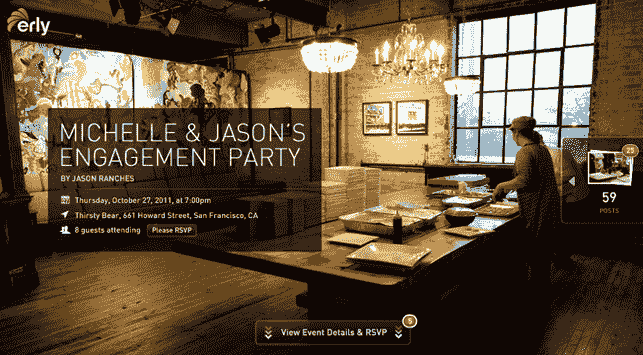 erly
MICHELLE & JASON'S
ENGAGEMENT PARTY
BY JASON RANCHES
Thursday, October 27, 2011, at 7:00pm
Thirsty Bear, 661 Howard Street, San Francisco, CA
8 guests attending Please RSVP
25
59
POSTS
5
View Event Details & RSVP